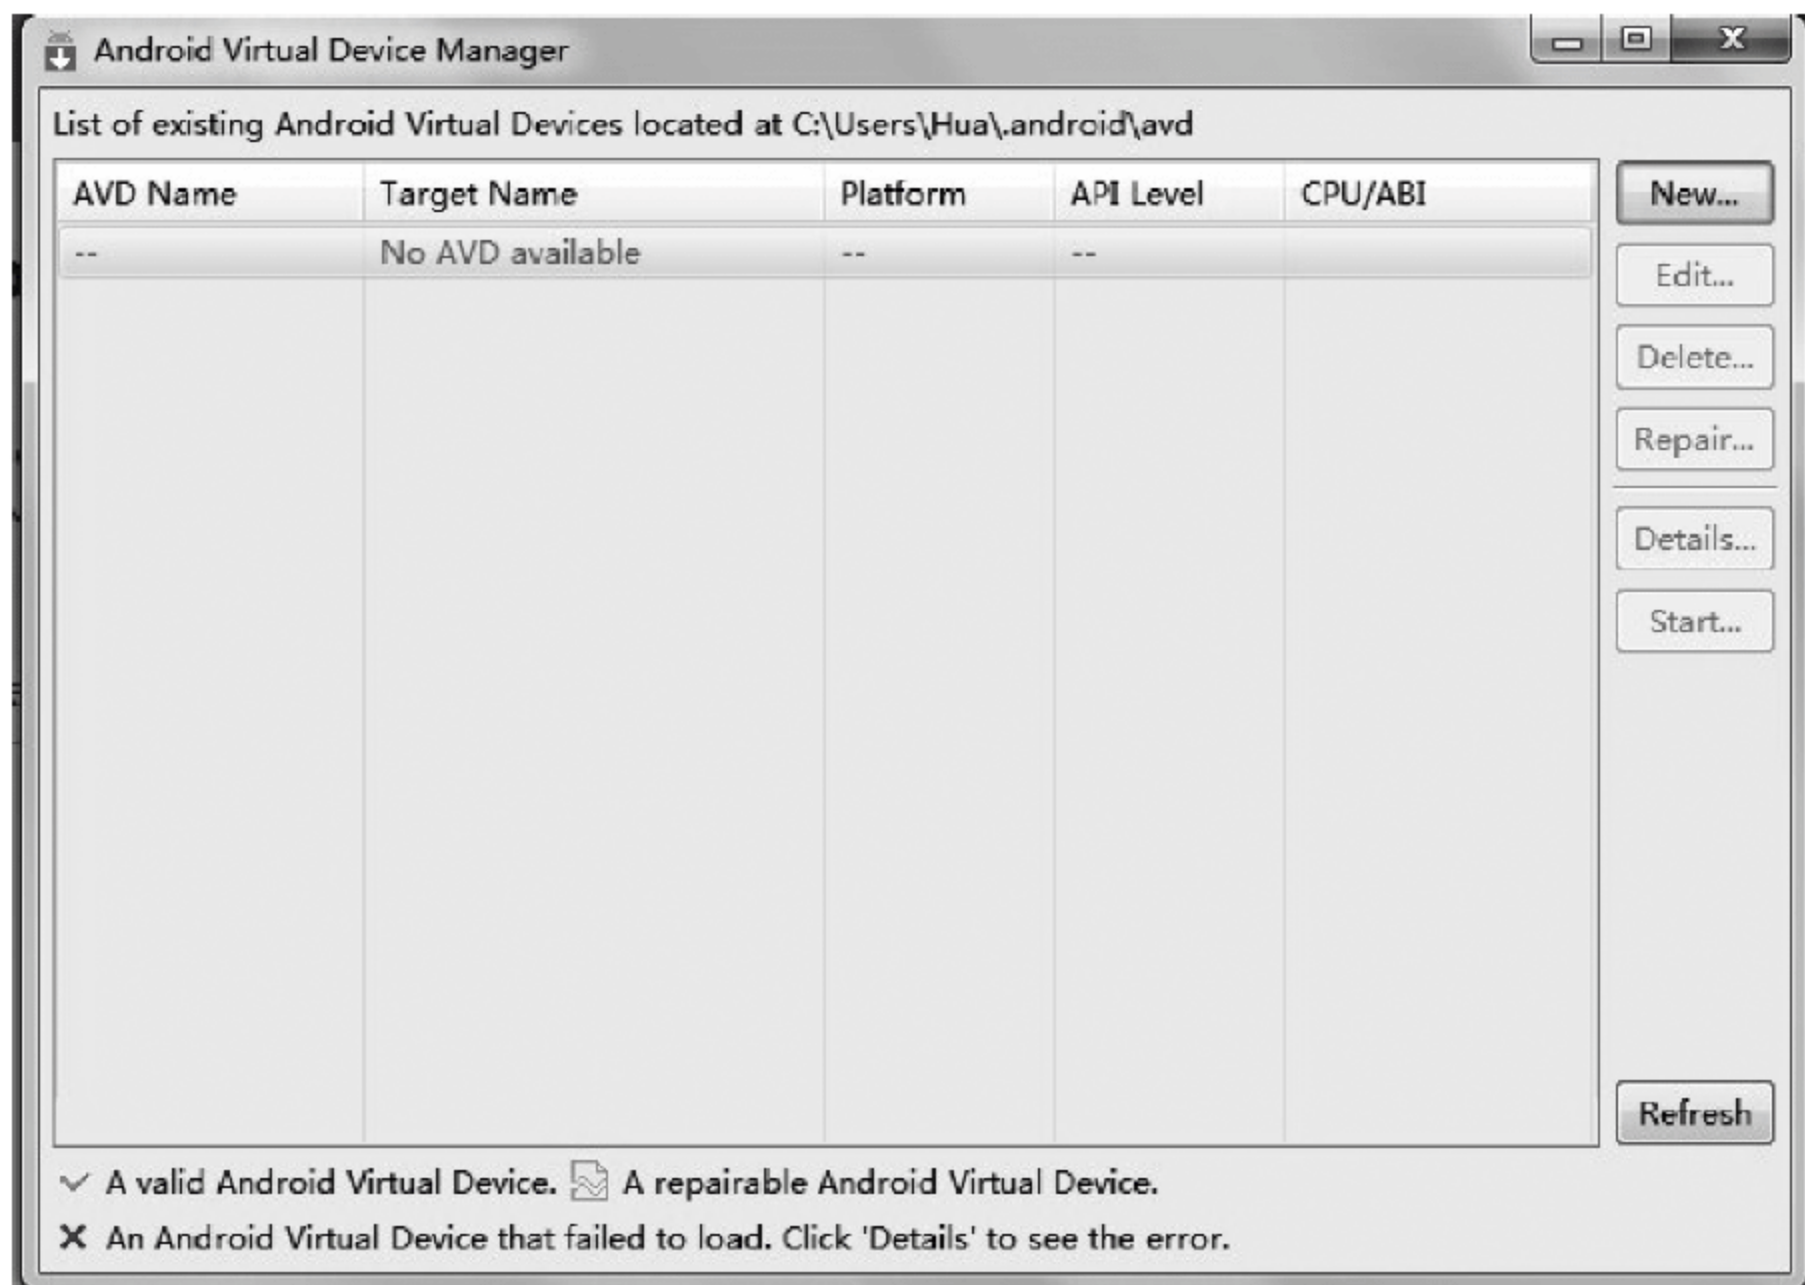 Android Virtual Device Manager
List of existing Android Virtual Devices located at C:\Users\Hua\.android\avd
AVD Name Target Name Platform API Level CPU/ABI
-- No AVD available -- --
New...
Edit...
Delete...
Repair...
Details...
Start...
Refresh
A valid Android Virtual Device. A repairable Android Virtual Device.
An Android Virtual Device that failed to load. Click 'Details' to see the error.